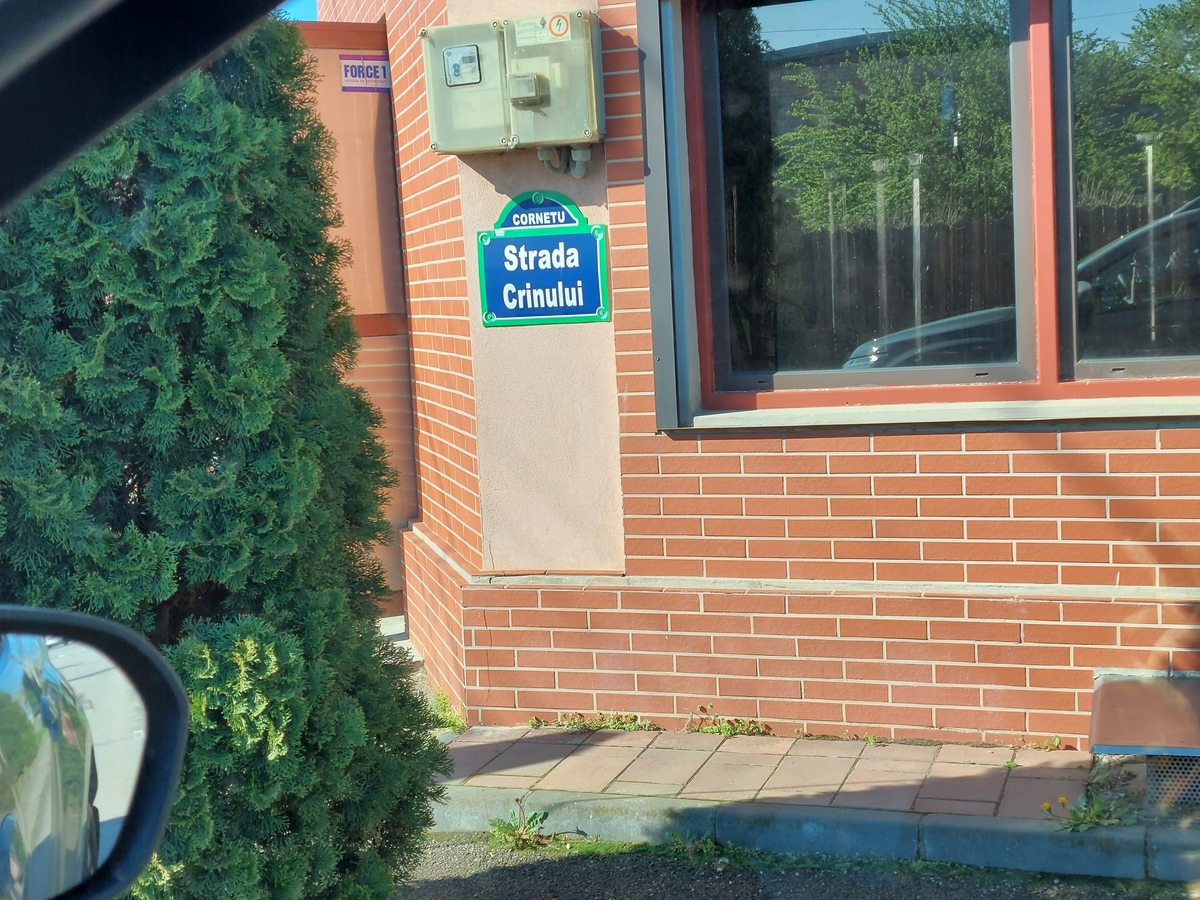 FORCE 1
CORNETU
Strada
Crinului